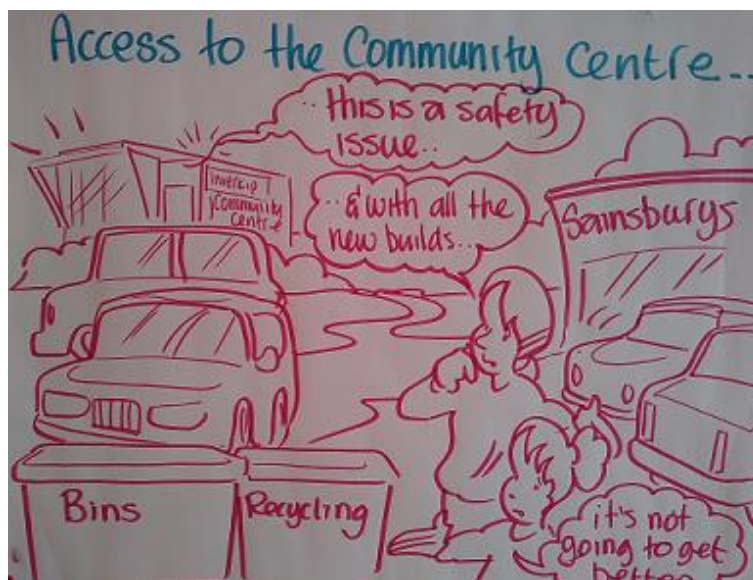 Access to the Community Centre...
..this is a safety
issue..
Community
Centre
..& with all the
new builds...
Sainsburys
Bins
Recycling
it's not
going to get
better